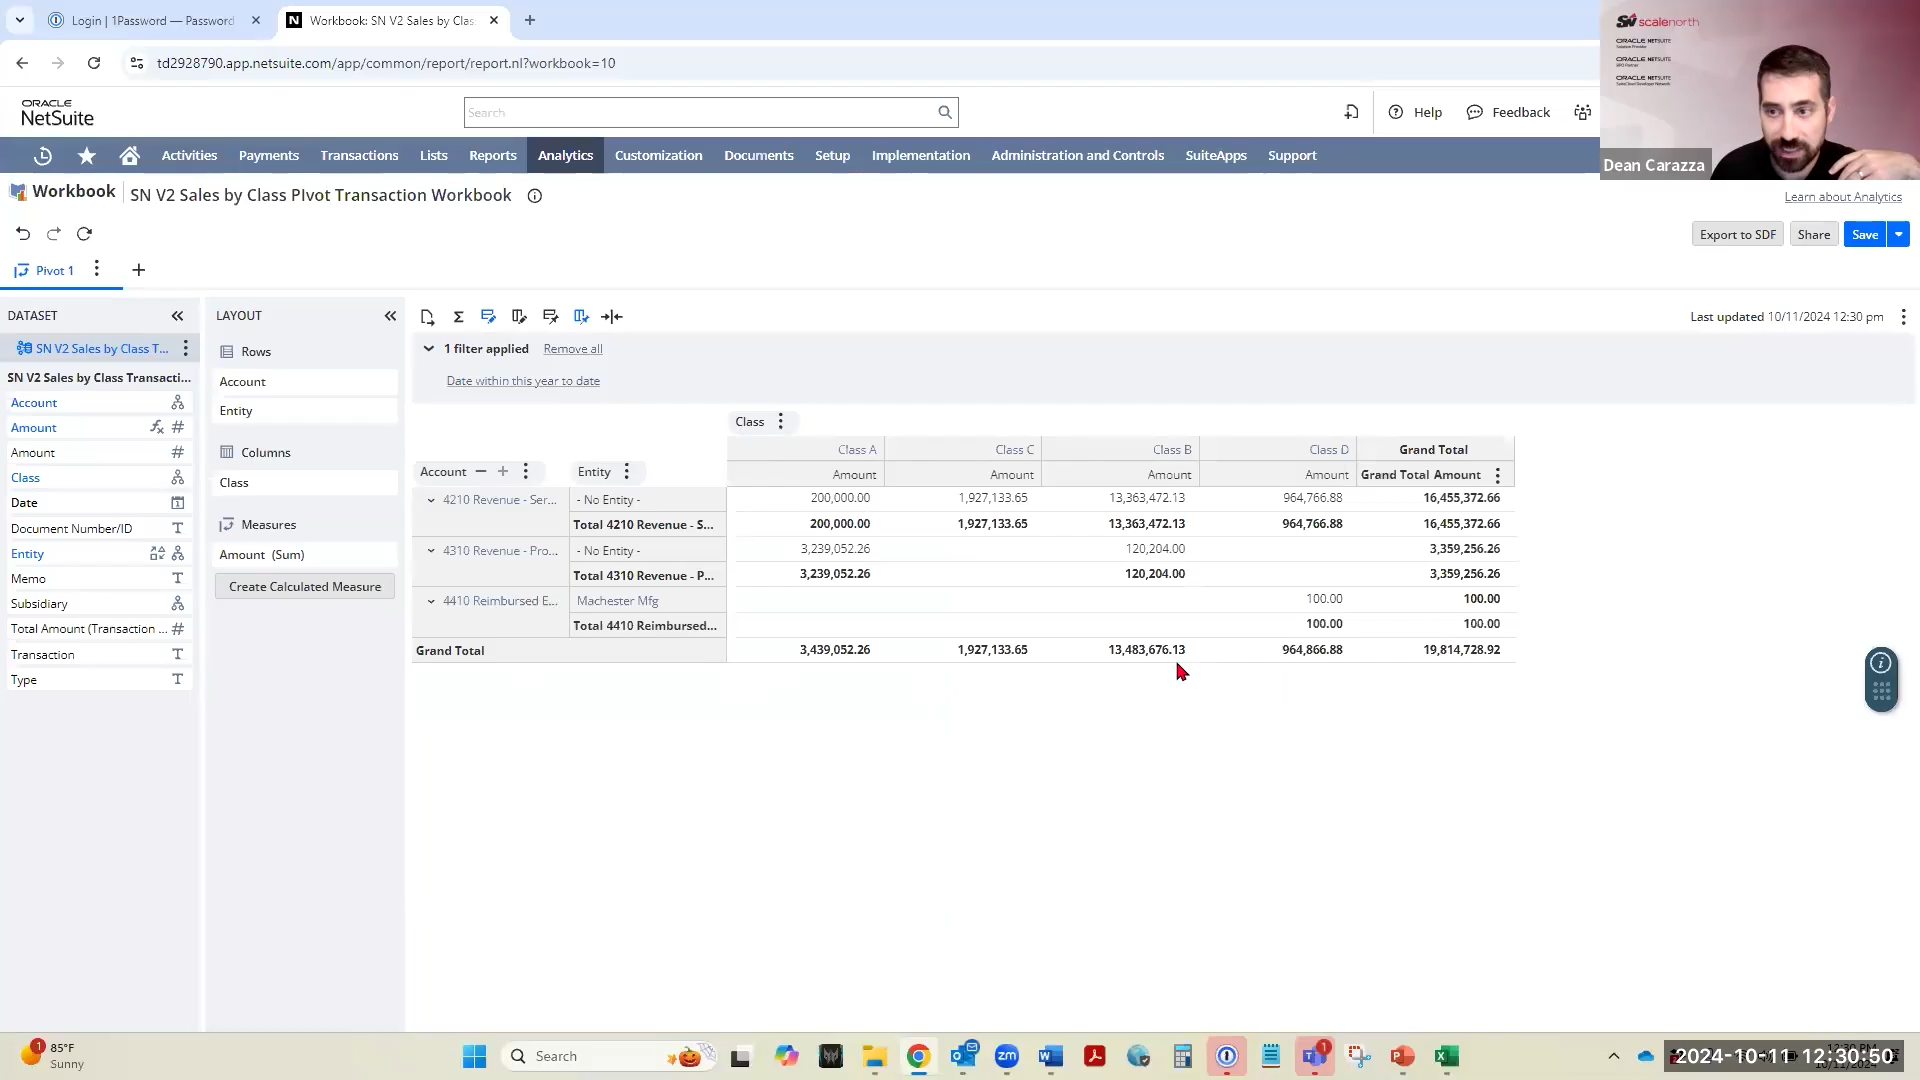 Login | 1Password — Password
Workbook: SN V2 Sales by Clas
td2928790.app.netsuite.com/app/common/report/report.nl?workbook=10
scalenorth
ORACLE NETSUITE
ORACLE NETSUITE
ORACLE NETSUITE
Dean Carazza
ORACLE
NetSuite
Search
Help
Feedback
Activities Payments Transactions Lists Reports Analytics Customization Documents Setup Implementation Administration and Controls SuiteApps Support
Workbook
SN V2 Sales by Class PIvot Transaction Workbook
Learn about Analytics
Export to SDF
Share
Save
Pivot 1
DATASET
SN V2 Sales by Class T...
SN V2 Sales by Class Transacti...
Account
Amount
Amount
Class
Date
Document Number/ID
Entity
Memo
Subsidiary
Total Amount (Transaction ...
Transaction
Type
LAYOUT
Rows
Account
Entity
Columns
Class
Measures
Amount (Sum)
Create Calculated Measure
Last updated 10/11/2024 12:30 pm
1 filter applied Remove all
Date within this year to date
Class
Class A Class C Class B Class D Grand Total
Account Entity Amount Amount Amount Amount Grand Total Amount
4210 Revenue - Ser... - No Entity - 200,000.00 1,927,133.65 13,363,472.13 964,766.88 16,455,372.66
Total 4210 Revenue - S... 200,000.00 1,927,133.65 13,363,472.13 964,766.88 16,455,372.66
4310 Revenue - Pro... - No Entity - 3,239,052.26 120,204.00 3,359,256.26
Total 4310 Revenue - P... 3,239,052.26 120,204.00 3,359,256.26
4410 Reimbursed E... Machester Mfg 100.00 100.00
Total 4410 Reimbursed... 100.00 100.00
Grand Total 3,439,052.26 1,927,133.65 13,483,676.13 964,866.88 19,814,728.92
1
85°F
Sunny
Search
zm
1
2024-10-11 12:30:50